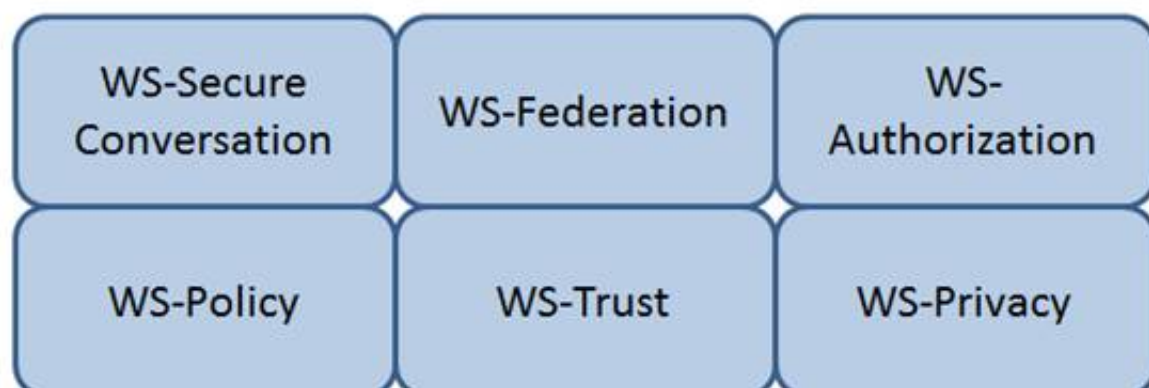 WS-Secure
Conversation
WS-Federation
WS-
Authorization
WS-Policy
WS-Trust
WS-Privacy